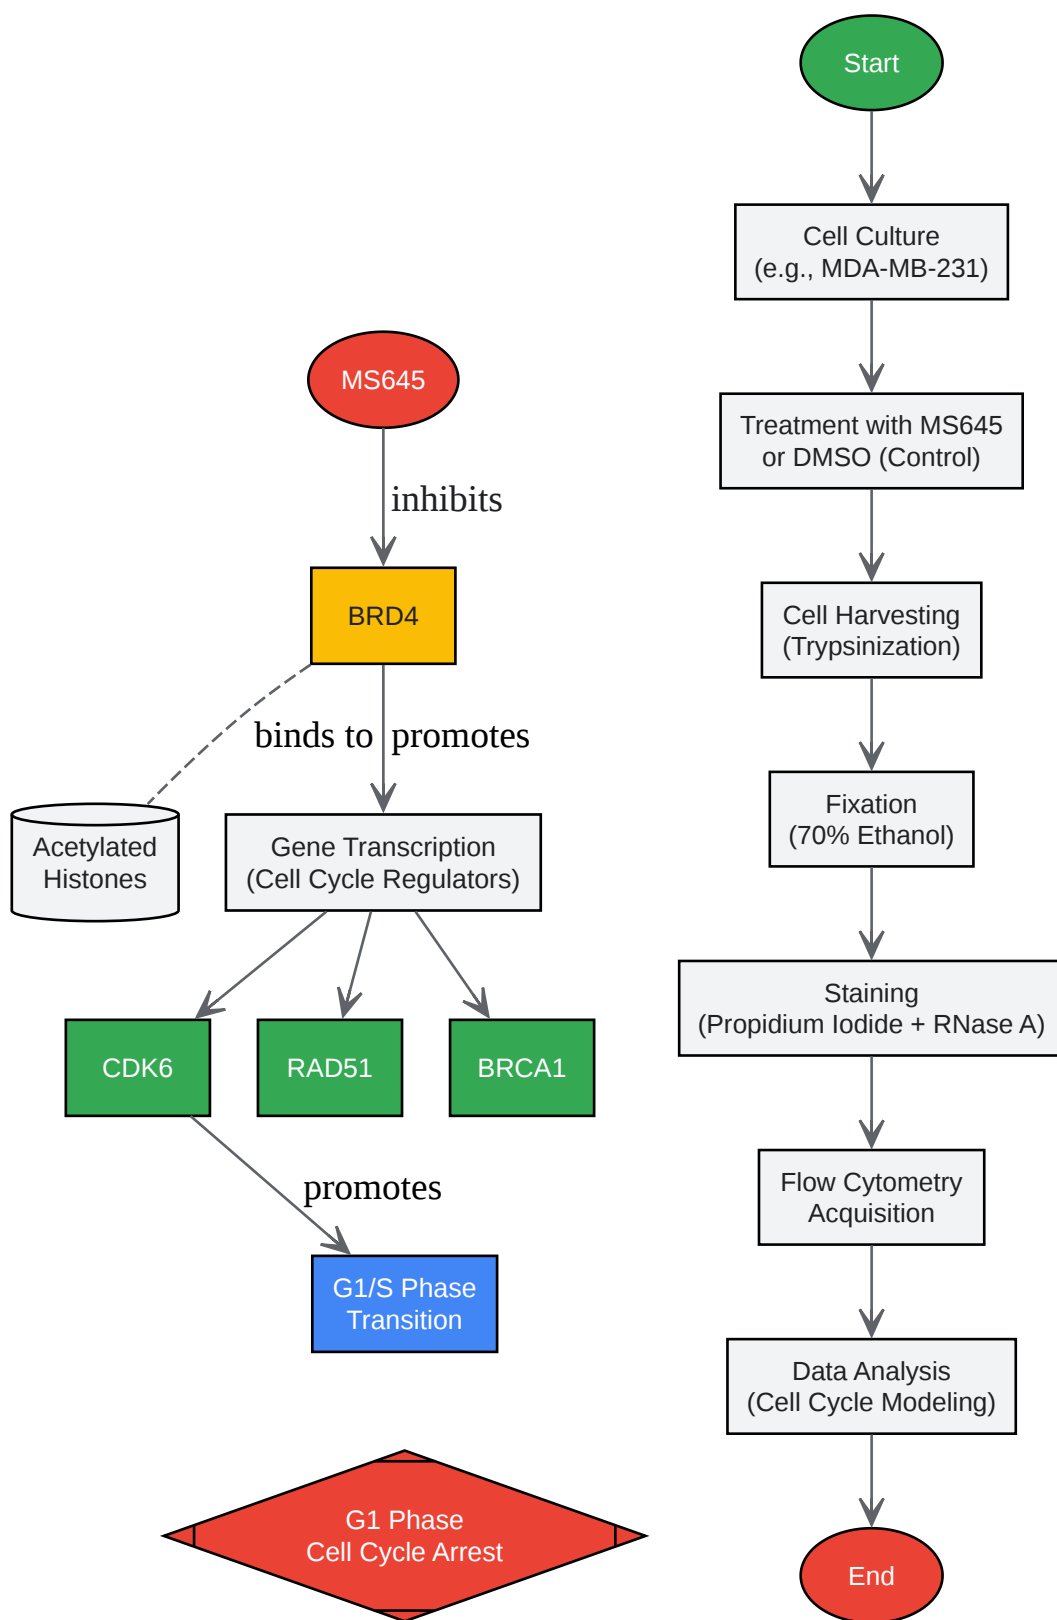 MS645
inhibits
BRD4
binds to
promotes
Acetylated
Histones
Gene Transcription
(Cell Cycle Regulators)
CDK6
RAD51
BRCA1
promotes
G1/S Phase
Transition
G1 Phase
Cell Cycle Arrest
Start
Cell Culture
(e.g., MDA-MB-231)
Treatment with MS645
or DMSO (Control)
Cell Harvesting
(Trypsinization)
Fixation
(70% Ethanol)
Staining
(Propidium Iodide + RNase A)
Flow Cytometry
Acquisition
Data Analysis
(Cell Cycle Modeling)
End